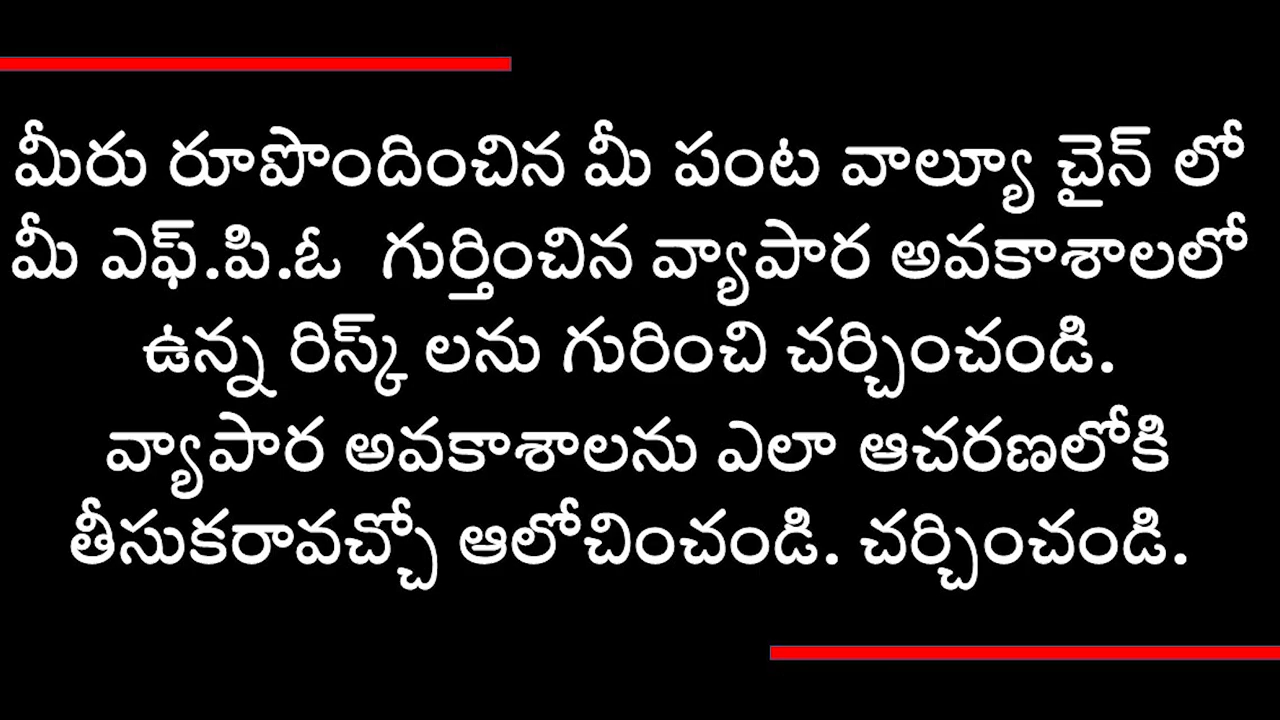 మీరు రూపొందించిన మీ పంట వాల్యూ చైన్ లో
మీ ఎఫ్.పి.ఓ గుర్తించిన వ్యాపార అవకాశాలలో
ఉన్న రిస్క్ లను గురించి చర్చించండి.
వ్యాపార అవకాశాలను ఎలా ఆచరణలోకి
తీసుకరావచ్చో ఆలోచించండి. చర్చించండి.